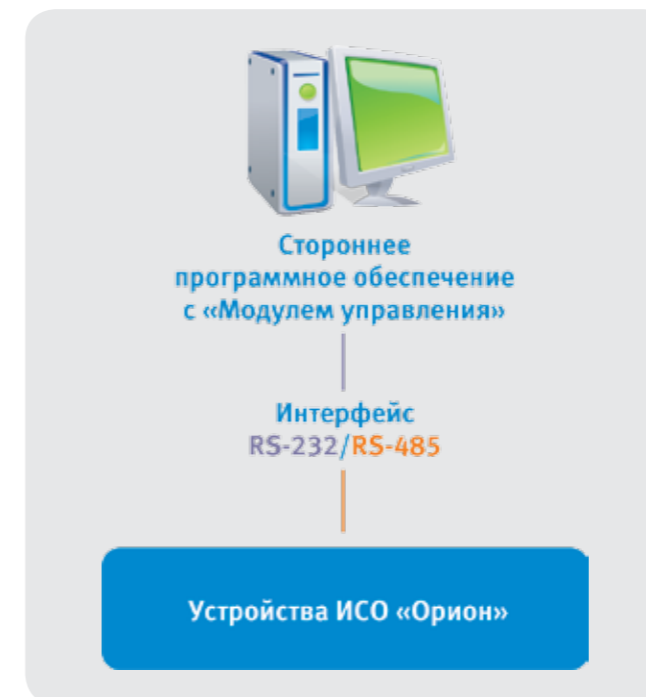 Стороннее
программное обеспечение
с «Модулем управления»
Интерфейс
RS-232/RS-485
Устройства ИСО «Орион»